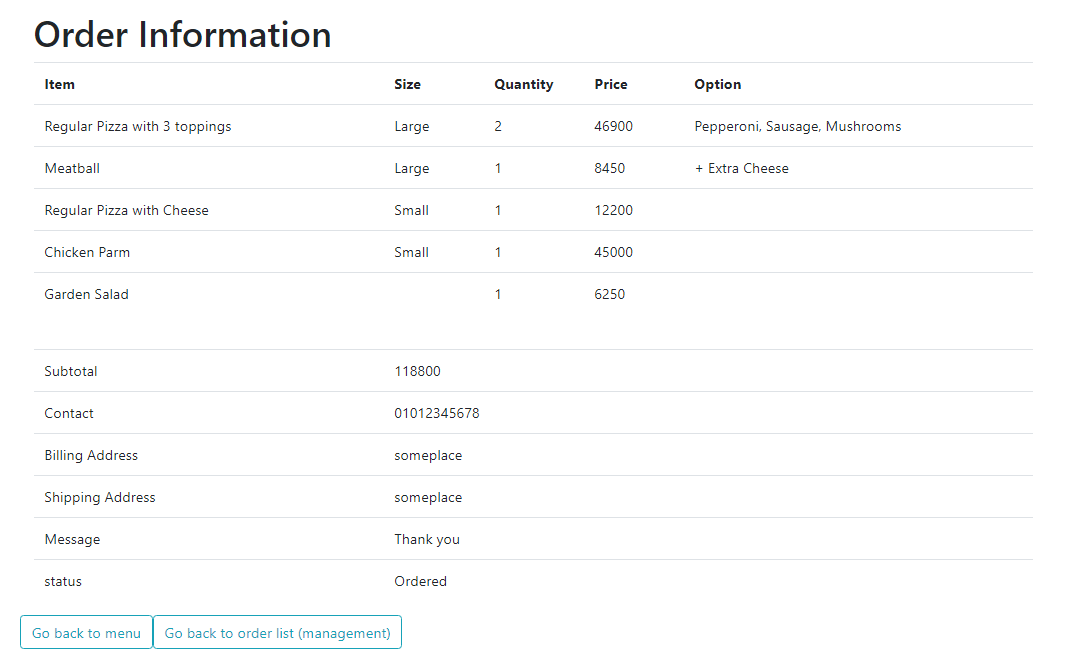 Order Information
Item Size Quantity Price Option
Regular Pizza with 3 toppings Large 2 46900 Pepperoni, Sausage, Mushrooms
Meatball Large 1 8450 + Extra Cheese
Regular Pizza with Cheese Small 1 12200
Chicken Parm Small 1 45000
Garden Salad 1 6250
Subtotal 118800
Contact 01012345678
Billing Address someplace
Shipping Address someplace
Message Thank you
status Ordered
Go back to menu Go back to order list (management)